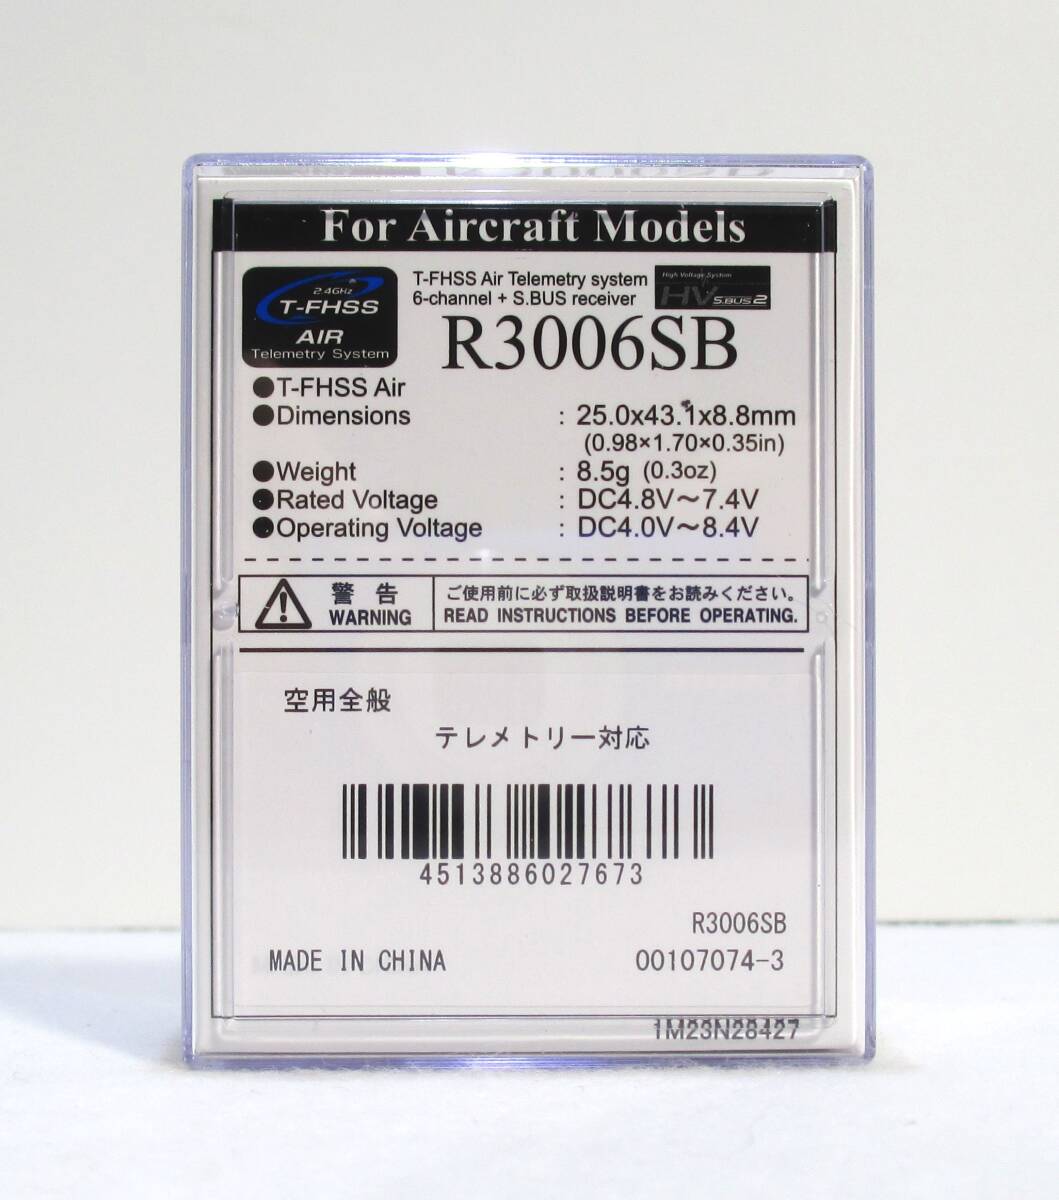 For Aircraft Models
2.4GHz
T-FHSS
AIR
Telemetry System
T-FHSS Air Telemetry system
6-channel + S.BUS receiver
High Voltage System
HV S.BUS2
R3006SB
●T-FHSS Air
●Dimensions : 25.0x43.1x8.8mm
(0.98×1.70×0.35in)
●Weight : 8.5g (0.3oz)
●Rated Voltage : DC4.8V～7.4V
●Operating Voltage : DC4.0V～8.4V
警告
WARNING
ご使用前に必ず取扱説明書をお読みください。
READ INSTRUCTIONS BEFORE OPERATING.
空用全般
テレメトリー対応
4513886027673
R3006SB
MADE IN CHINA 00107074-3
1M23N28427